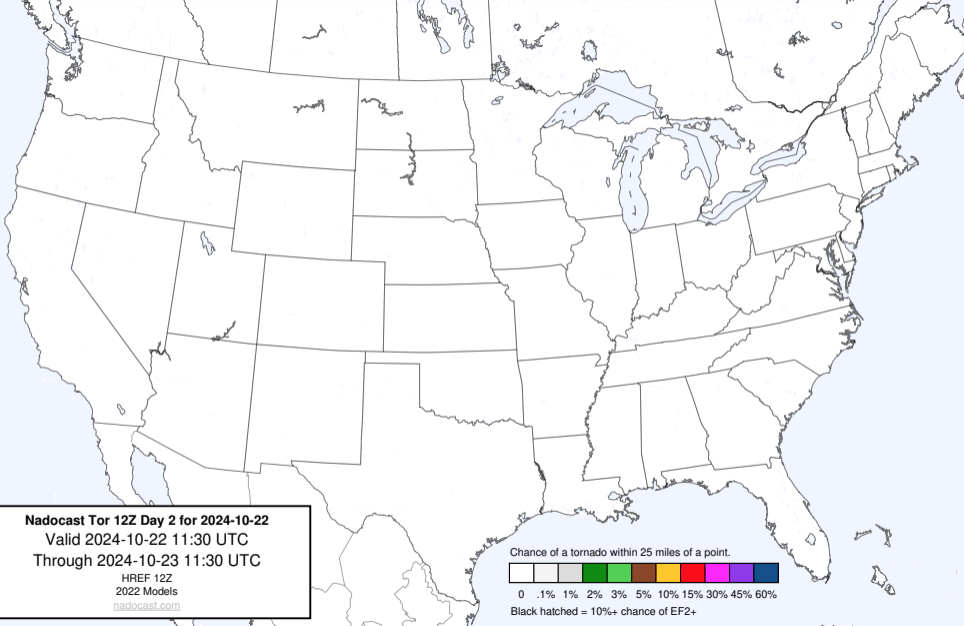 Nadocast Tor 12Z Day 2 for 2024-10-22
Valid 2024-10-22 11:30 UTC
Through 2024-10-23 11:30 UTC
HREF 12Z
2022 Models
nadocast.com
Chance of a tornado within 25 miles of a point.
0 .1% 1% 2% 3% 5% 10% 15% 30% 45% 60%
Black hatched = 10%+ chance of EF2+